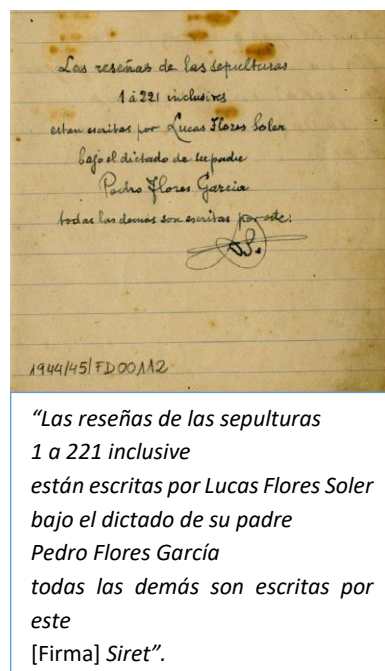 Las reseñas de las sepulturas
1 á 221 inclusives
estan escritas por Lucas Flores Soler
bajo el dictado de su padre
Pedro Flores Garcia
todas las demás son escritas por este:
1944/45/FD00112
“Las reseñas de las sepulturas
1 a 221 inclusive
están escritas por Lucas Flores Soler
bajo el dictado de su padre
Pedro Flores García
todas las demás son escritas por
este
[Firma] Siret”.